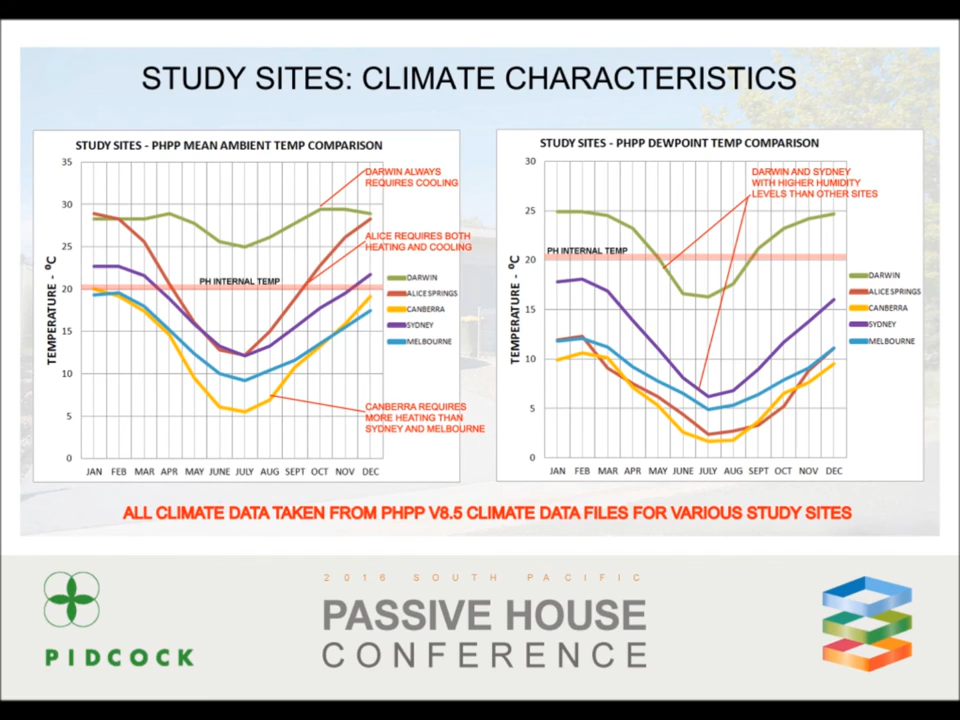 STUDY SITES: CLIMATE CHARACTERISTICS
STUDY SITES - PHPP MEAN AMBIENT TEMP COMPARISON
35
30
25
20
15
10
5
0
TEMPERATURE - ⁰C
JAN FEB MAR APR MAY JUNE JULY AUG SEPT OCT NOV DEC
DARWIN ALWAYS
REQUIRES COOLING
ALICE REQUIRES BOTH
HEATING AND COOLING
PH INTERNAL TEMP
CANBERRA REQUIRES
MORE HEATING THAN
SYDNEY AND MELBOURNE
DARWIN
ALICE SPRINGS
CANBERRA
SYDNEY
MELBOURNE
STUDY SITES - PHPP DEWPOINT TEMP COMPARISON
30
25
20
15
10
5
0
TEMPERATURE - ⁰C
JAN FEB MAR APR MAY JUNE JULY AUG SEPT OCT NOV DEC
DARWIN AND SYDNEY
WITH HIGHER HUMIDITY
LEVELS THAN OTHER SITES
PH INTERNAL TEMP
DARWIN
ALICE SPRINGS
CANBERRA
SYDNEY
MELBOURNE
ALL CLIMATE DATA TAKEN FROM PHPP V8.5 CLIMATE DATA FILES FOR VARIOUS STUDY SITES
PIDCOCK
2016 SOUTH PACIFIC
PASSIVE HOUSE
CONFERENCE